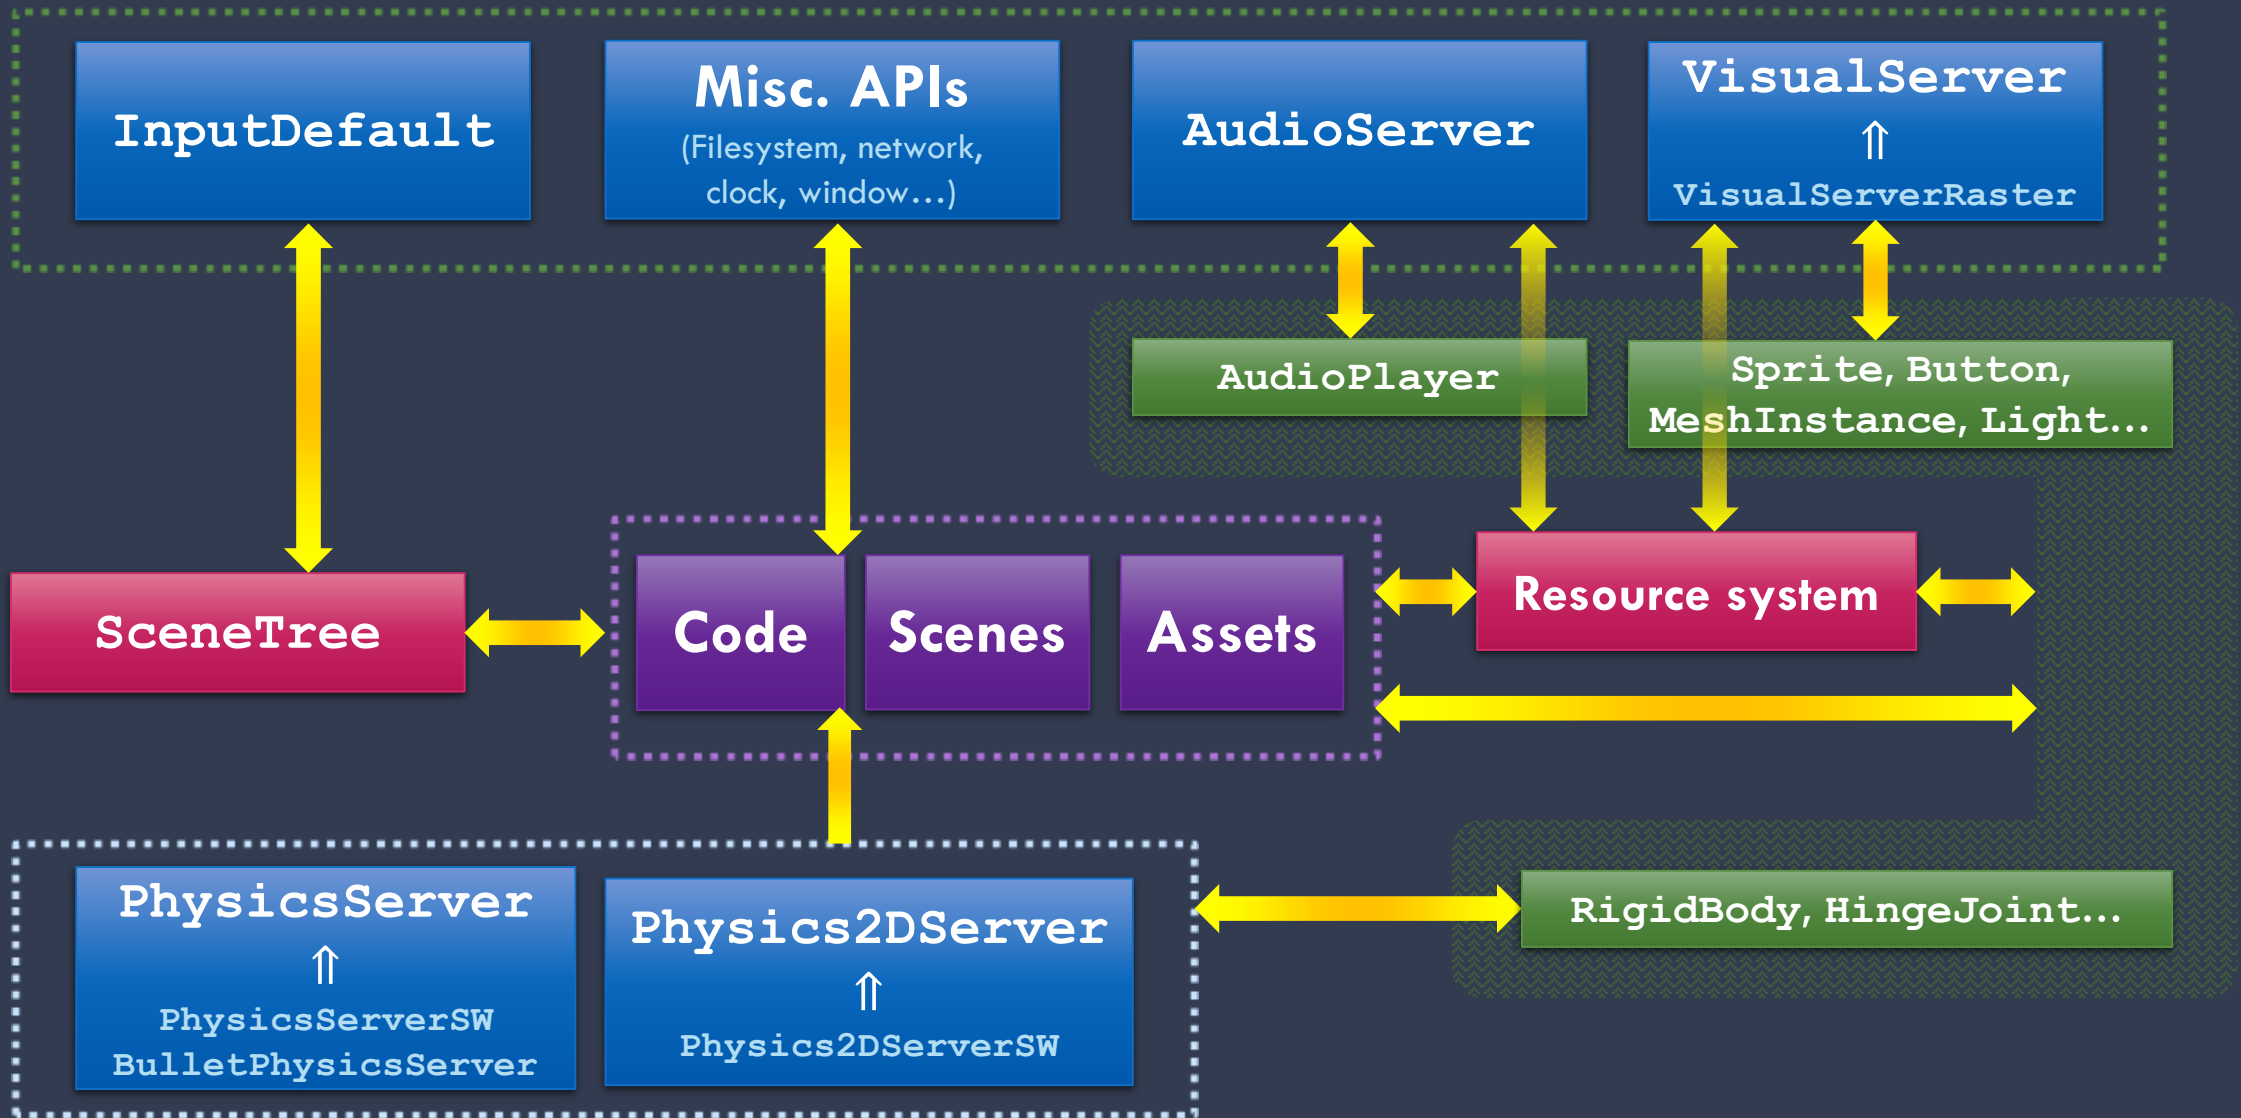 InputDefault
Misc. APIs
(Filesystem, network,
clock, window...)
AudioServer
VisualServer
⇑
VisualServerRaster
AudioPlayer
Sprite, Button,
MeshInstance, Light...
SceneTree
Code
Scenes
Assets
Resource system
PhysicsServer
⇑
PhysicsServerSW
BulletPhysicsServer
Physics2DServer
⇑
Physics2DServerSW
RigidBody, HingeJoint...